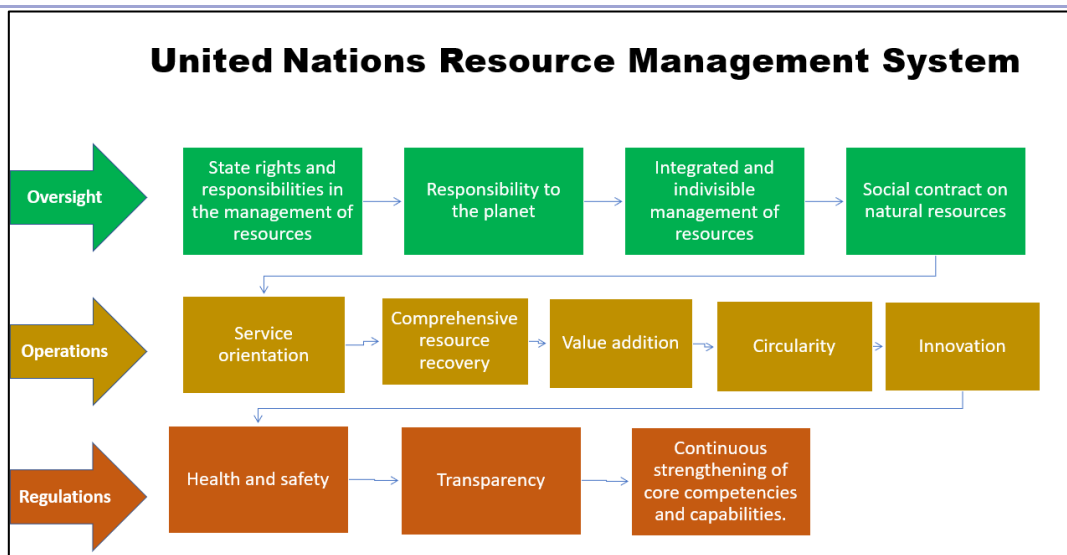 United Nations Resource Management System
Oversight
State rights and
responsibilities in
the management of
resources
Responsibility to
the planet
Integrated and
indivisible
management of
resources
Social contract on
natural resources
Operations
Service
orientation
Comprehensive
resource
recovery
Value addition
Circularity
Innovation
Regulations
Health and safety
Transparency
Continuous
strengthening of
core competencies
and capabilities.